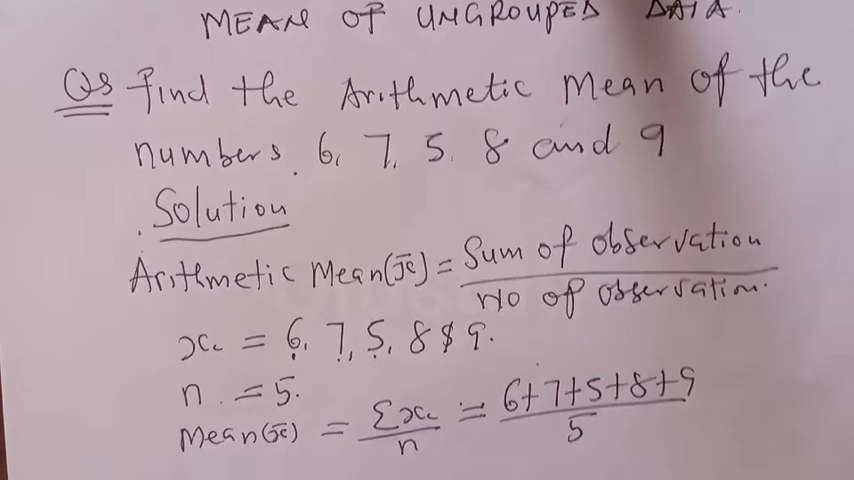 MEAN OF UNGROUPED DATA.
Qs Find the Arithmetic Mean of the
numbers. 6, 7, 5, 8 and 9
Solution
Arithmetic Mean(x̄) = Sum of observation / No of observation.
x = 6, 7, 5, 8 & 9.
n = 5.
Mean(x̄) = Σx / n = 6+7+5+8+9 / 5